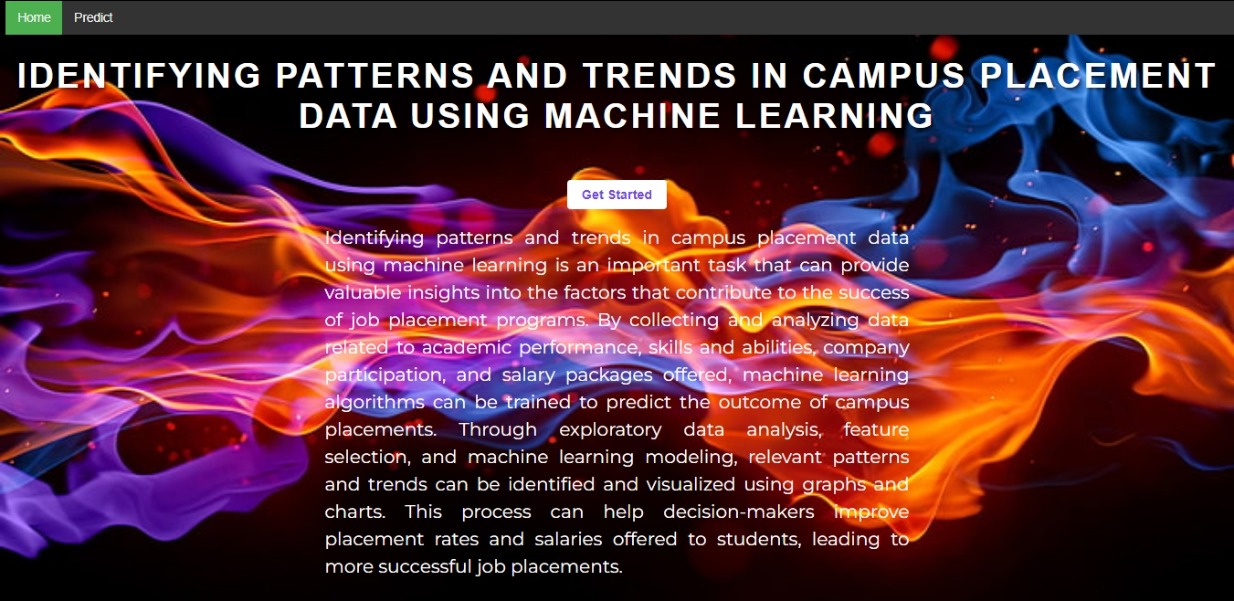 Home Predict
IDENTIFYING PATTERNS AND TRENDS IN CAMPUS PLACEMENT
DATA USING MACHINE LEARNING
Get Started
Identifying patterns and trends in campus placement data
using machine learning is an important task that can provide
valuable insights into the factors that contribute to the success
of job placement programs. By collecting and analyzing data
related to academic performance, skills and abilities, company
participation, and salary packages offered, machine learning
algorithms can be trained to predict the outcome of campus
placements. Through exploratory data analysis, feature
selection, and machine learning modeling, relevant patterns
and trends can be identified and visualized using graphs and
charts. This process can help decision-makers improve
placement rates and salaries offered to students, leading to
more successful job placements.